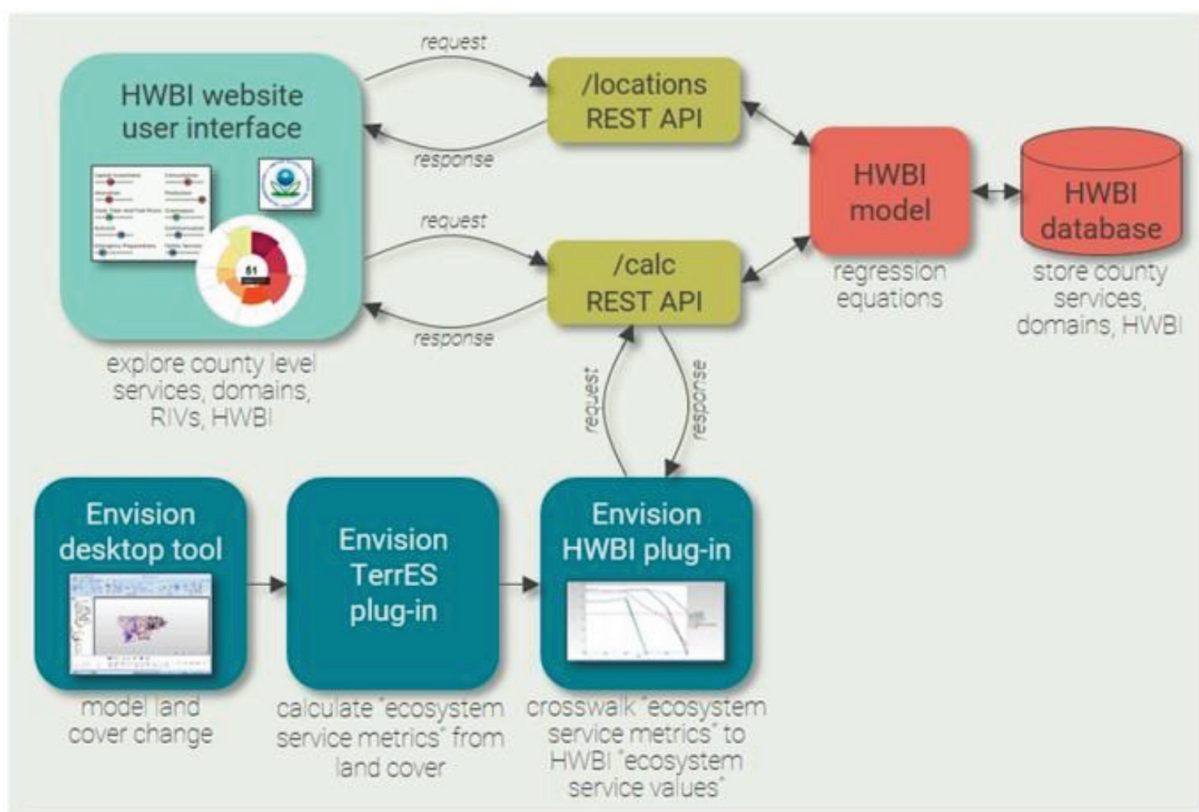 request
HWBI website
user interface
/locations
REST API
response
HWBI
model
HWBI
database
request
51
/calc
REST API
regression
equations
store county
services,
domains, HWBI
response
explore county level
services, domains,
RIVs, HWBI
request
response
Envision
desktop tool
Envision
TerrES
plug-in
Envision
HWBI plug-in
model land
cover change
calculate "ecosystem
service metrics" from
land cover
crosswalk "ecosystem
service metrics" to
HWBI "ecosystem
service values"